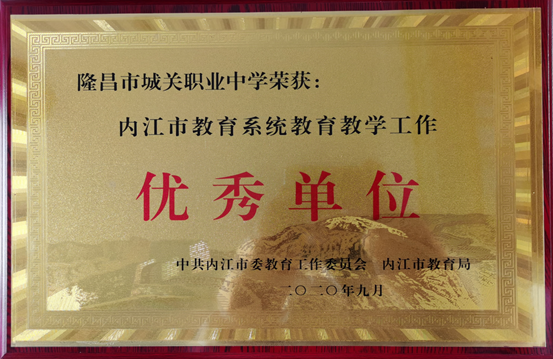 隆昌市城关职业中学荣获：
内江市教育系统教育教学工作
优秀单位
中共内江市委教育工作委员会 内江市教育局
二〇二〇年九月